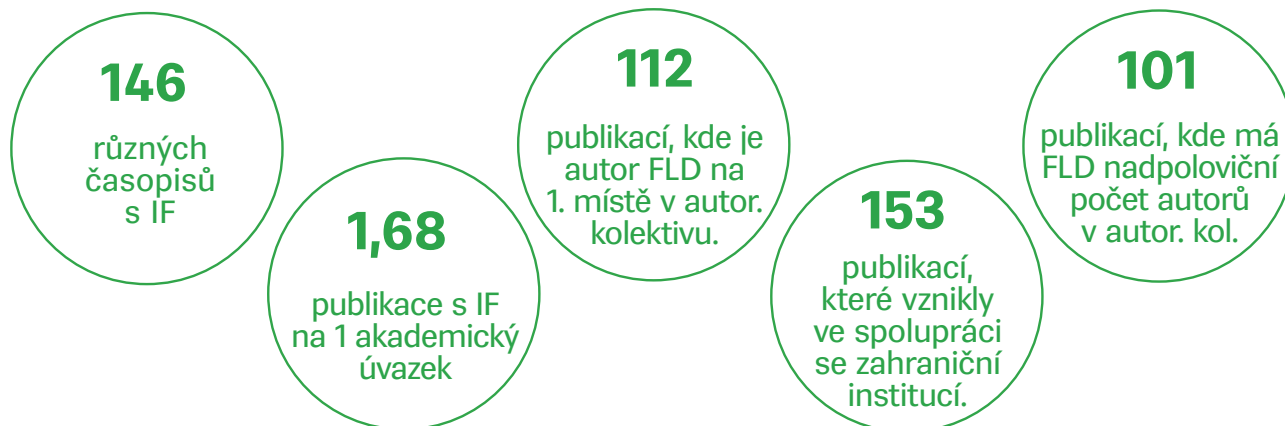 146
různých
časopisů
s IF
1,68
publikace s IF
na 1 akademický
úvazek
112
publikací, kde je
autor FLD na
1. místě v autor.
kolektivu.
153
publikací,
které vznikly
ve spolupráci
se zahraniční
institucí.
101
publikací, kde má
FLD nadpoloviční
počet autorů
v autor. kol.